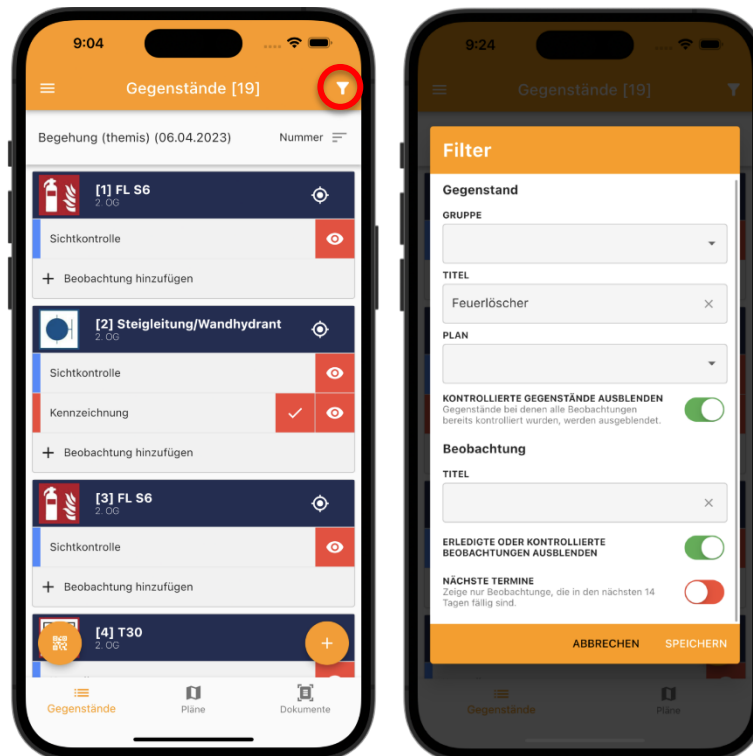 9:04
Gegenstände [19]
Begehung (themis) (06.04.2023) Nummer
[1] FL S6
2. OG
Sichtkontrolle
+ Beobachtung hinzufügen
[2] Steigleitung/Wandhydrant
2. OG
Sichtkontrolle
Kennzeichnung
+ Beobachtung hinzufügen
[3] FL S6
2. OG
Sichtkontrolle
+ Beobachtung hinzufügen
[4] T30
2. OG
+
Gegenstände Pläne Dokumente
9:24
Gegenstände [19]
Filter
Gegenstand
GRUPPE
TITEL
Feuerlöscher
PLAN
KONTROLLIERTE GEGENSTÄNDE AUSBLENDEN
Gegenstände bei denen alle Beobachtungen
bereits kontrolliert wurden, werden ausgeblendet.
Beobachtung
TITEL
ERLEDIGTE ODER KONTROLLIERTE
BEOBACHTUNGEN AUSBLENDEN
NÄCHSTE TERMINE
Zeige nur Beobachtunge, die in den nächsten 14
Tagen fällig sind.
ABBRECHEN SPEICHERN
Gegenstände Pläne